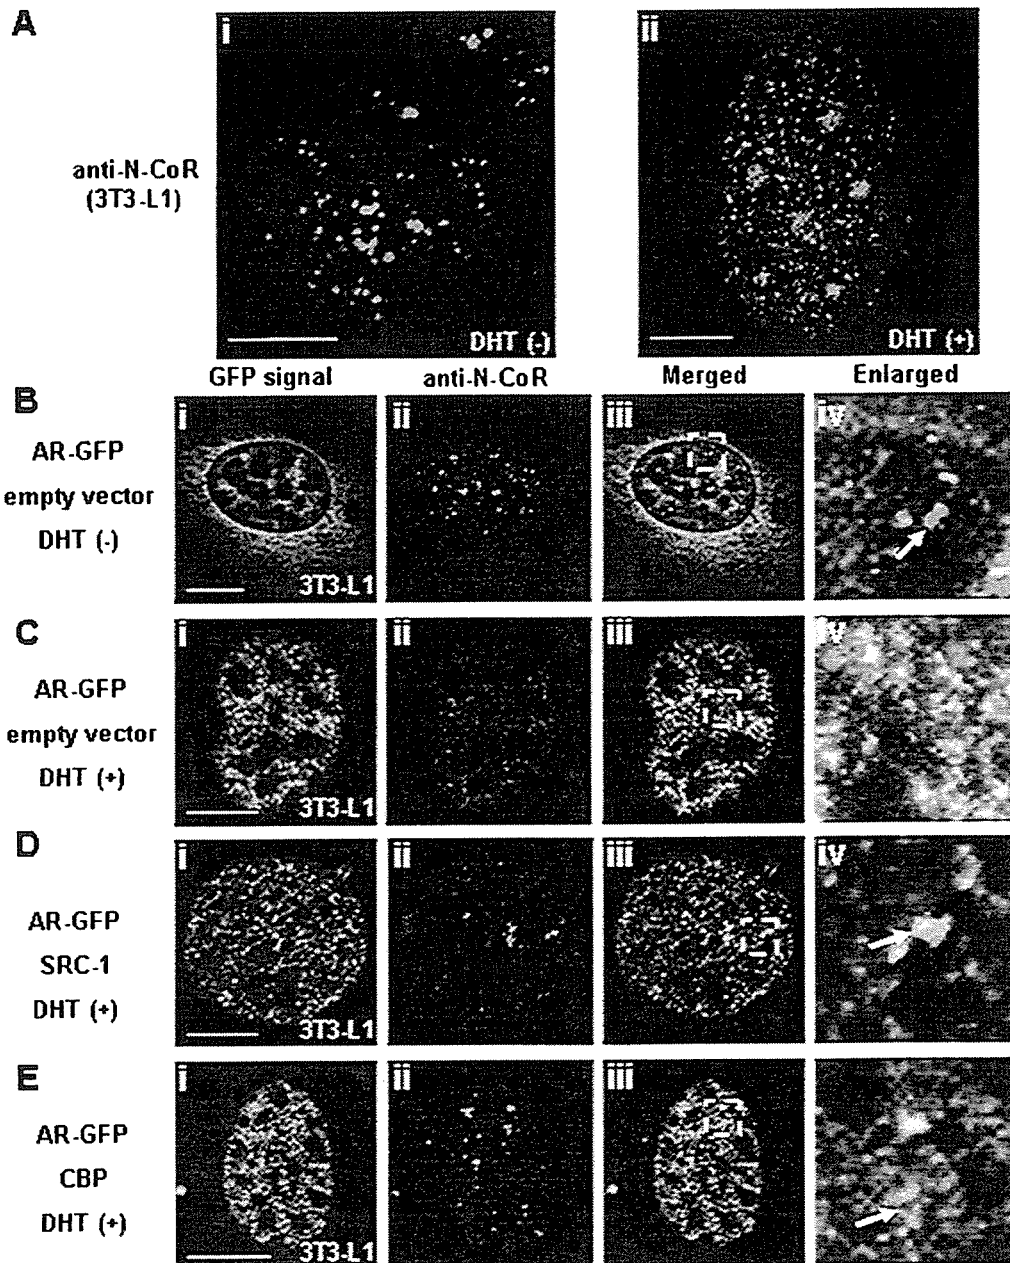 A
i
ii
anti-N-CoR
(3T3-L1)
DHT (-)
DHT (+)
GFP signal
anti-N-CoR
Merged
Enlarged
B
AR-GFP
empty vector
DHT (-)
i
ii
iii
iv
3T3-L1
C
AR-GFP
empty vector
DHT (+)
i
ii
iii
iv
3T3-L1
D
AR-GFP
SRC-1
DHT (+)
i
ii
iii
iv
3T3-L1
E
AR-GFP
CBP
DHT (+)
i
ii
iii
iv
3T3-L1